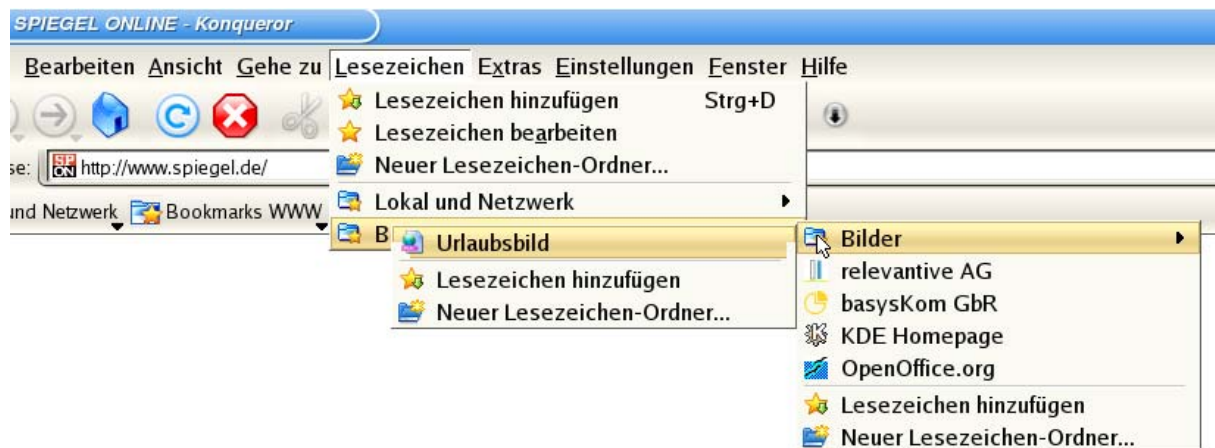 SPIEGEL ONLINE - Konqueror
Bearbeiten Ansicht Gehe zu Lesezeichen Extras Einstellungen Fenster Hilfe
Lesezeichen hinzufügen Strg+D
Lesezeichen bearbeiten
se: http://www.spiegel.de/
Neuer Lesezeichen-Ordner...
und Netzwerk Bookmarks WWW
Lokal und Netzwerk
B
Urlaubsbild
Lesezeichen hinzufügen
Neuer Lesezeichen-Ordner...
Bilder
relevantive AG
basysKom GbR
KDE Homepage
OpenOffice.org
Lesezeichen hinzufügen
Neuer Lesezeichen-Ordner...